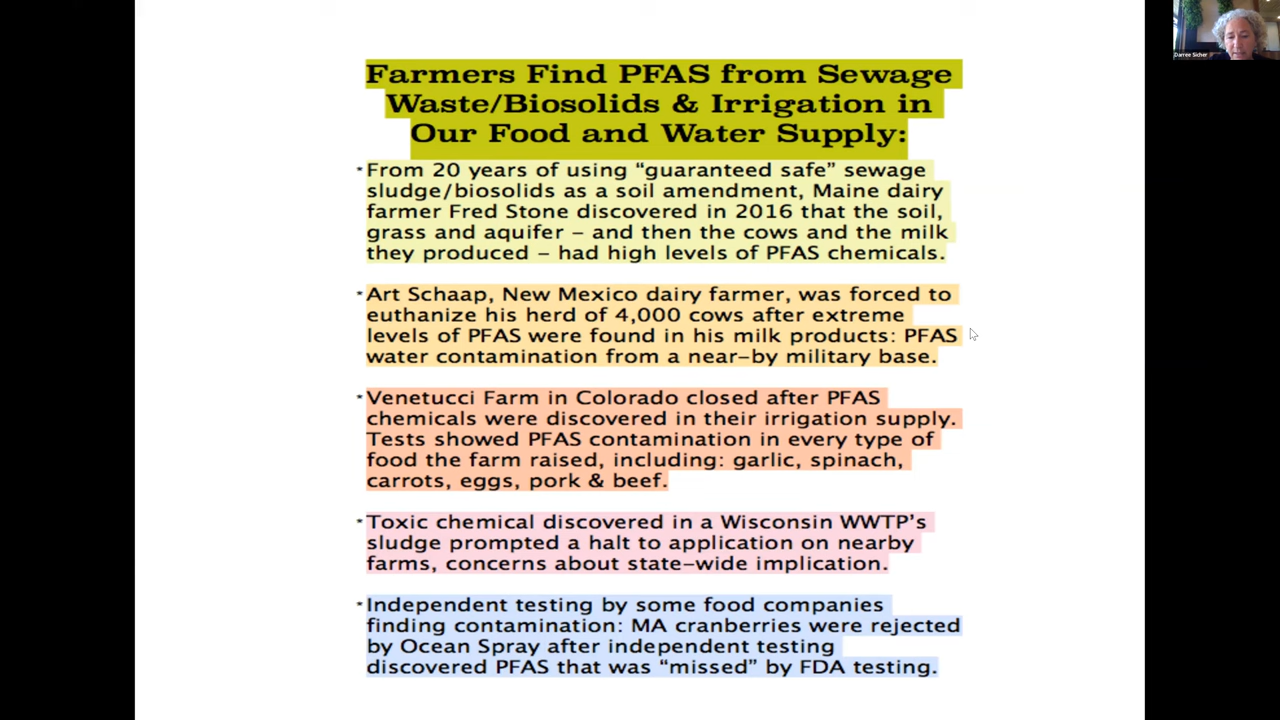 Farmers Find PFAS from Sewage
Waste/Biosolids & Irrigation in
Our Food and Water Supply:
* From 20 years of using “guaranteed safe” sewage
sludge/biosolids as a soil amendment, Maine dairy
farmer Fred Stone discovered in 2016 that the soil,
grass and aquifer – and then the cows and the milk
they produced – had high levels of PFAS chemicals.
* Art Schaap, New Mexico dairy farmer, was forced to
euthanize his herd of 4,000 cows after extreme
levels of PFAS were found in his milk products: PFAS
water contamination from a near–by military base.
* Venetucci Farm in Colorado closed after PFAS
chemicals were discovered in their irrigation supply.
Tests showed PFAS contamination in every type of
food the farm raised, including: garlic, spinach,
carrots, eggs, pork & beef.
* Toxic chemical discovered in a Wisconsin WWTP’s
sludge prompted a halt to application on nearby
farms, concerns about state–wide implication.
* Independent testing by some food companies
finding contamination: MA cranberries were rejected
by Ocean Spray after independent testing
discovered PFAS that was “missed” by FDA testing.
Darree Sicher